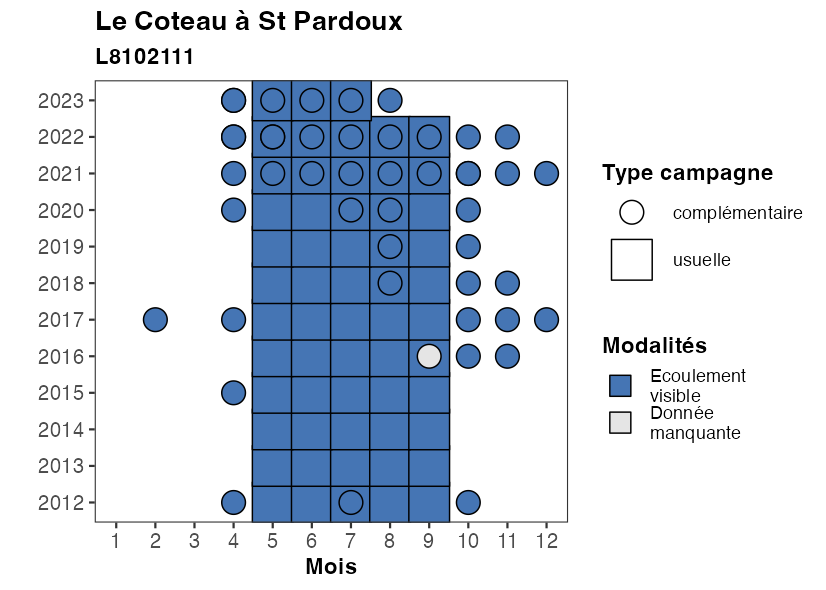 Le Coteau à St Pardoux
L8102111
2023
2022
2021
2020
2019
2018
2017
2016
2015
2014
2013
2012
1 2 3 4 5 6 7 8 9 10 11 12
Mois
Type campagne
complémentaire
usuelle
Modalités
Ecoulement
visible
Donnée
manquante